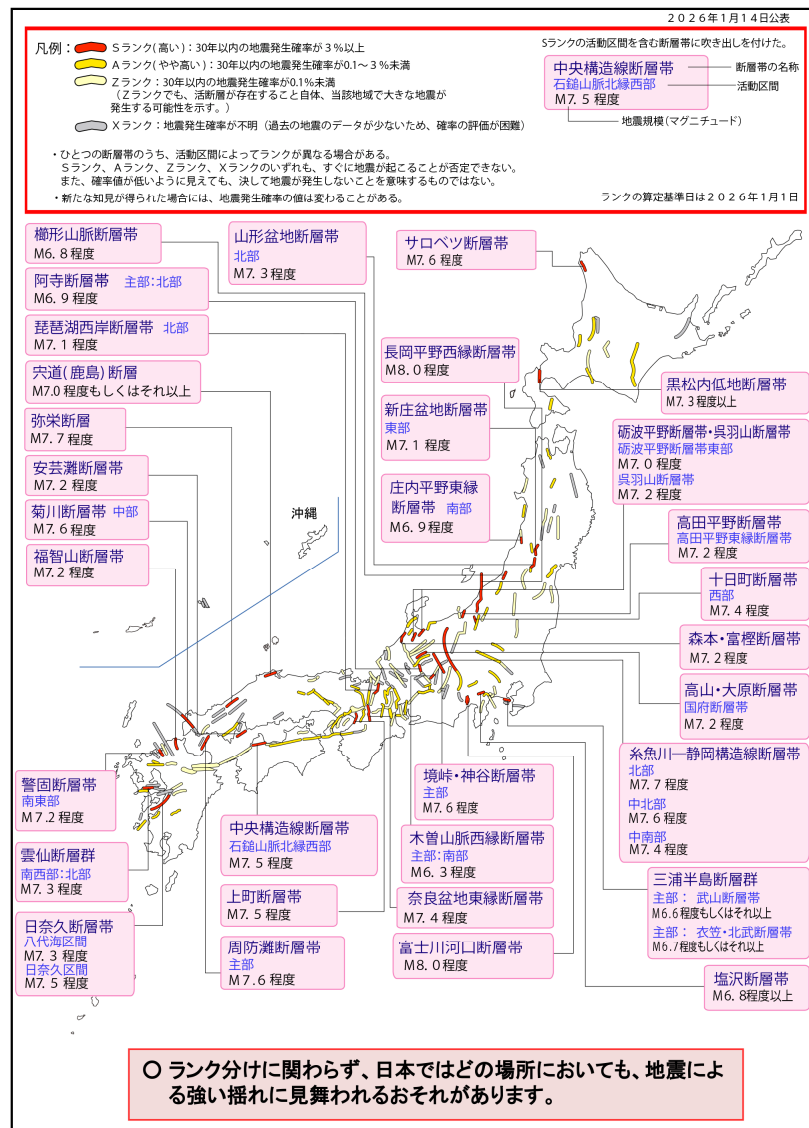 2026年1月14日公表
凡例：
Sランク(高い)：30年以内の地震発生確率が3％以上
Aランク(やや高い)：30年以内の地震発生確率が0.1～3％未満
Zランク：30年以内の地震発生確率が0.1％未満
（Zランクでも、活断層が存在すること自体、当該地域で大きな地震が
発生する可能性を示す。）
Xランク：地震発生確率が不明（過去の地震のデータが少ないため、確率の評価が困難）
Sランクの活動区間を含む断層帯に吹き出しを付けた。
中央構造線断層帯
石鎚山脈北縁西部
M7.5 程度
断層帯の名称
活動区間
地震規模（マグニチュード）
・ひとつの断層帯のうち、活動区間によってランクが異なる場合がある。
Sランク、Aランク、Zランク、Xランクのいずれも、すぐに地震が起こることが否定できない。
また、確率値が低いように見えても、決して地震が発生しないことを意味するものではない。
・新たな知見が得られた場合には、地震発生確率の値は変わることがある。
ランクの算定基準日は2026年1月1日
櫛形山脈断層帯
M6.8 程度
阿寺断層帯 主部：北部
M6.9 程度
琵琶湖西岸断層帯 北部
M7.1 程度
宍道(鹿島)断層
M7.0 程度もしくはそれ以上
弥栄断層
M7.7 程度
安芸灘断層帯
M7.2 程度
菊川断層帯 中部
M7.6 程度
福智山断層帯
M7.2 程度
山形盆地断層帯
北部
M7.3 程度
サロベツ断層帯
M7.6 程度
長岡平野西縁断層帯
M8.0 程度
新庄盆地断層帯
東部
M7.1 程度
庄内平野東縁
断層帯 南部
M6.9 程度
沖縄
黒松内低地断層帯
M7.3 程度以上
砺波平野断層帯・呉羽山断層帯
砺波平野断層帯東部
M7.0 程度
呉羽山断層帯
M7.2 程度
高田平野断層帯
高田平野東縁断層帯
M7.2 程度
十日町断層帯
西部
M7.4 程度
森本・富樫断層帯
M7.2 程度
高山・大原断層帯
国府断層帯
M7.2 程度
糸魚川―静岡構造線断層帯
北部
M7.7 程度
中北部
M7.6 程度
中南部
M7.4 程度
三浦半島断層群
主部： 武山断層帯
M6.6程度もしくはそれ以上
主部： 衣笠・北武断層帯
M6.7程度もしくはそれ以上
塩沢断層帯
M6.8程度以上
警固断層帯
南東部
M7.2 程度
雲仙断層群
南西部：北部
M7.3 程度
日奈久断層帯
八代海区間
M7.3 程度
日奈久区間
M7.5 程度
中央構造線断層帯
石鎚山脈北縁西部
M7.5 程度
上町断層帯
M7.5 程度
周防灘断層帯
主部
M7.6 程度
境峠・神谷断層帯
主部
M7.6 程度
木曽山脈西縁断層帯
主部：南部
M6.3 程度
奈良盆地東縁断層帯
M7.4 程度
富士川河口断層帯
M8.0程度
○ ランク分けに関わらず、日本ではどの場所においても、地震によ
る強い揺れに見舞われるおそれがあります。